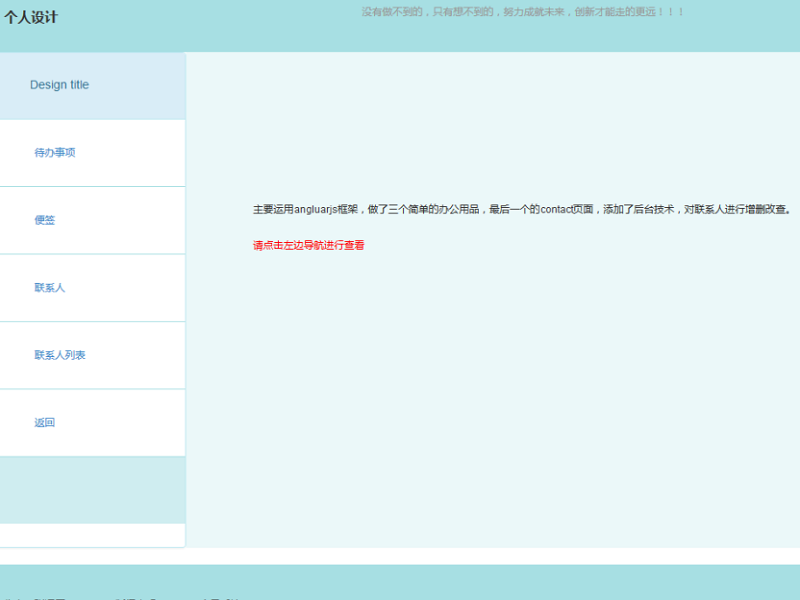 个人设计
没有做不到的，只有想不到的，努力成就未来，创新才能走的更远！！！
Design title
待办事项
便签
联系人
联系人列表
返回
主要运用angluarjs框架，做了三个简单的办公用品，最后一个的contact页面，添加了后台技术，对联系人进行增删改查。
请点击左边导航进行查看